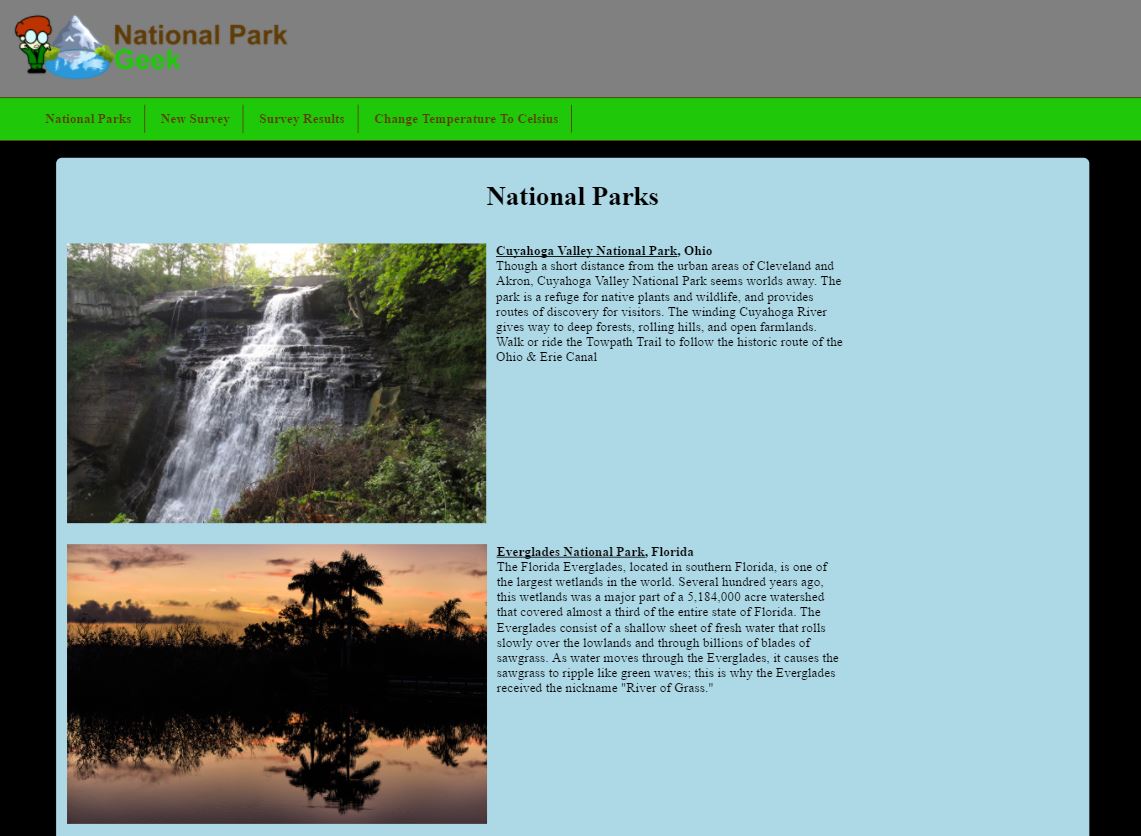 National Park
Geek
National Parks
New Survey
Survey Results
Change Temperature To Celsius
National Parks
Cuyahoga Valley National Park, Ohio
Though a short distance from the urban areas of Cleveland and
Akron, Cuyahoga Valley National Park seems worlds away. The
park is a refuge for native plants and wildlife, and provides
routes of discovery for visitors. The winding Cuyahoga River
gives way to deep forests, rolling hills, and open farmlands.
Walk or ride the Towpath Trail to follow the historic route of the
Ohio & Erie Canal
Everglades National Park, Florida
The Florida Everglades, located in southern Florida, is one of
the largest wetlands in the world. Several hundred years ago,
this wetlands was a major part of a 5,184,000 acre watershed
that covered almost a third of the entire state of Florida. The
Everglades consist of a shallow sheet of fresh water that rolls
slowly over the lowlands and through billions of blades of
sawgrass. As water moves through the Everglades, it causes the
sawgrass to ripple like green waves; this is why the Everglades
received the nickname "River of Grass."